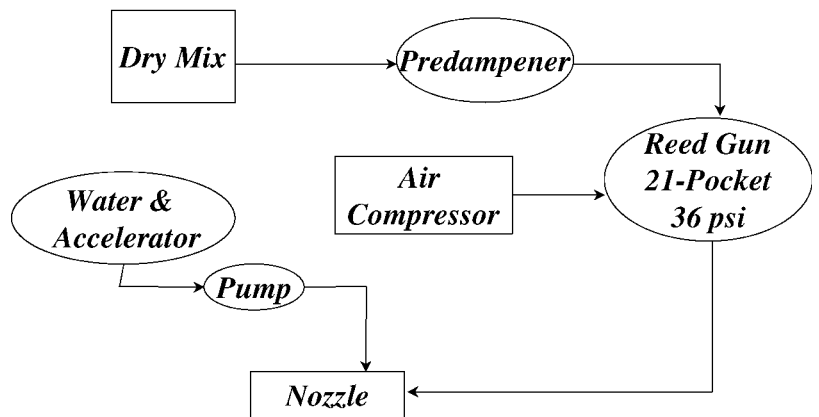 Dry Mix
Predampener
Reed Gun
21-Pocket
36 psi
Air
Compressor
Water &
Accelerator
Pump
Nozzle